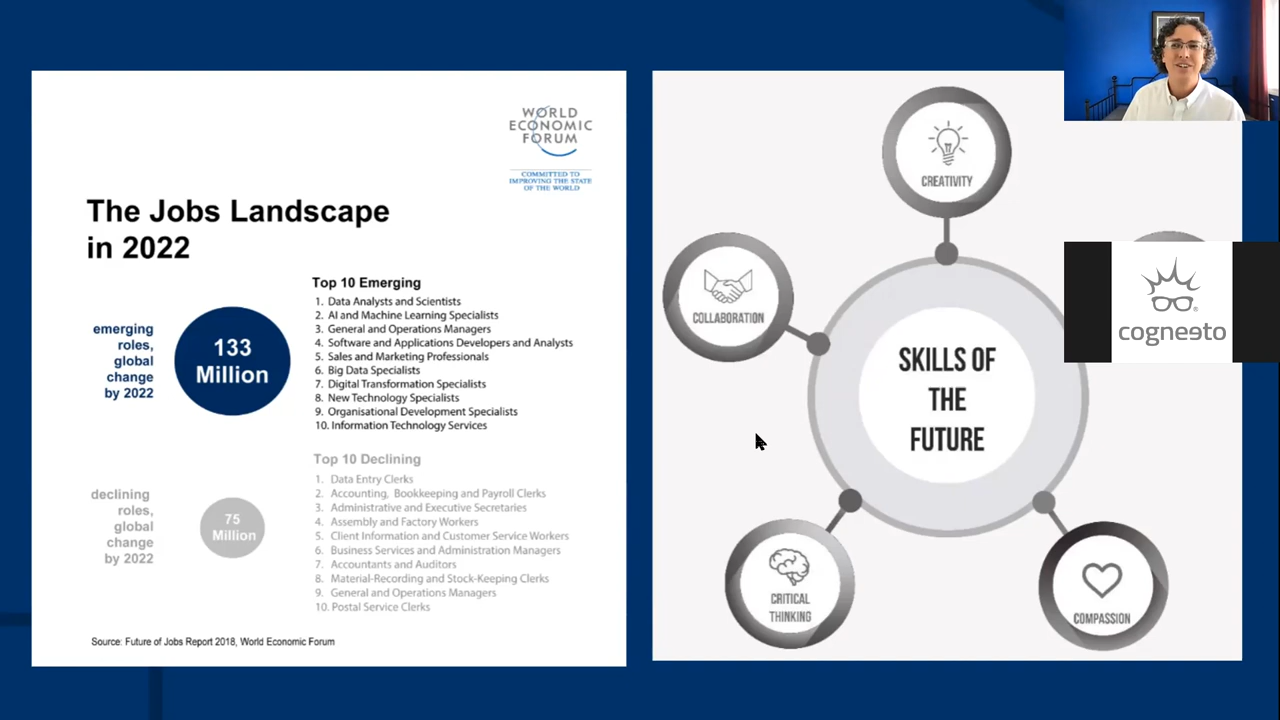 WORLD
ECONOMIC
FORUM
COMMITTED TO
IMPROVING THE STATE
OF THE WORLD
The Jobs Landscape
in 2022
emerging
roles,
global
change
by 2022
133
Million
Top 10 Emerging
1. Data Analysts and Scientists
2. AI and Machine Learning Specialists
3. General and Operations Managers
4. Software and Applications Developers and Analysts
5. Sales and Marketing Professionals
6. Big Data Specialists
7. Digital Transformation Specialists
8. New Technology Specialists
9. Organisational Development Specialists
10. Information Technology Services
declining
roles,
global
change
by 2022
75
Million
Top 10 Declining
1. Data Entry Clerks
2. Accounting, Bookkeeping and Payroll Clerks
3. Administrative and Executive Secretaries
4. Assembly and Factory Workers
5. Client Information and Customer Service Workers
6. Business Services and Administration Managers
7. Accountants and Auditors
8. Material-Recording and Stock-Keeping Clerks
9. General and Operations Managers
10. Postal Service Clerks
Source: Future of Jobs Report 2018, World Economic Forum
CREATIVITY
COLLABORATION
SKILLS OF
THE
FUTURE
CRITICAL
THINKING
COMPASSION
cogneeto